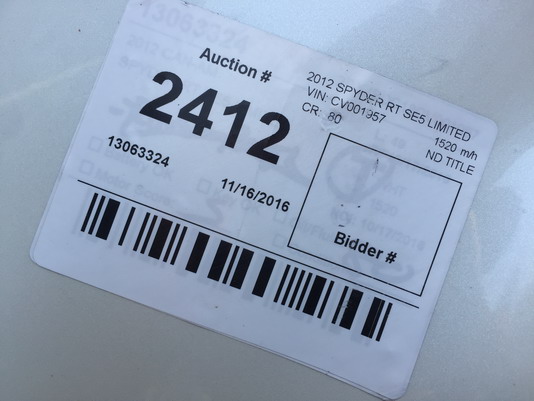 Auction #
2412
13063324
11/16/2016
2012 SPYDER RT SE5 LIMITED
VIN: CV001957
CR: 80
1520 m/h
ND TITLE
Bidder #
13063324